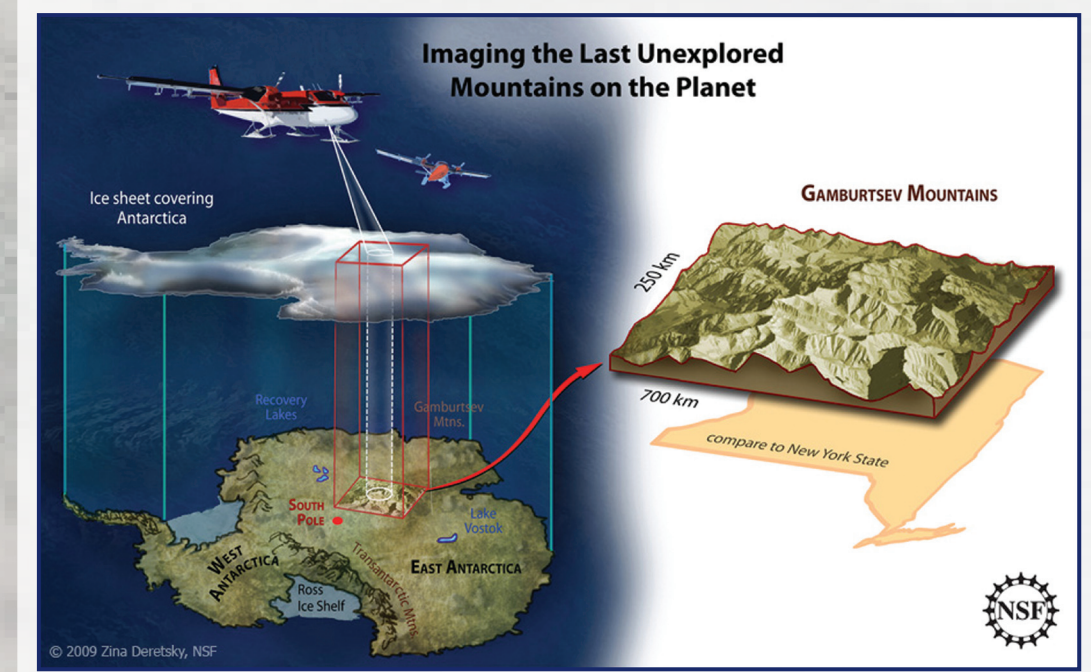 Imaging the Last Unexplored
Mountains on the Planet
Ice sheet covering
Antarctica
GAMBURTSEV MOUNTAINS
250 km
700 km
compare to New York State
Recovery
Lakes
Gamburtsev
Mtns.
SOUTH
POLE
Lake
Vostok
WEST
ANTARCTICA
Transantarctic Mtns.
EAST ANTARCTICA
Ross
Ice Shelf
NSF
© 2009 Zina Deretsky, NSF